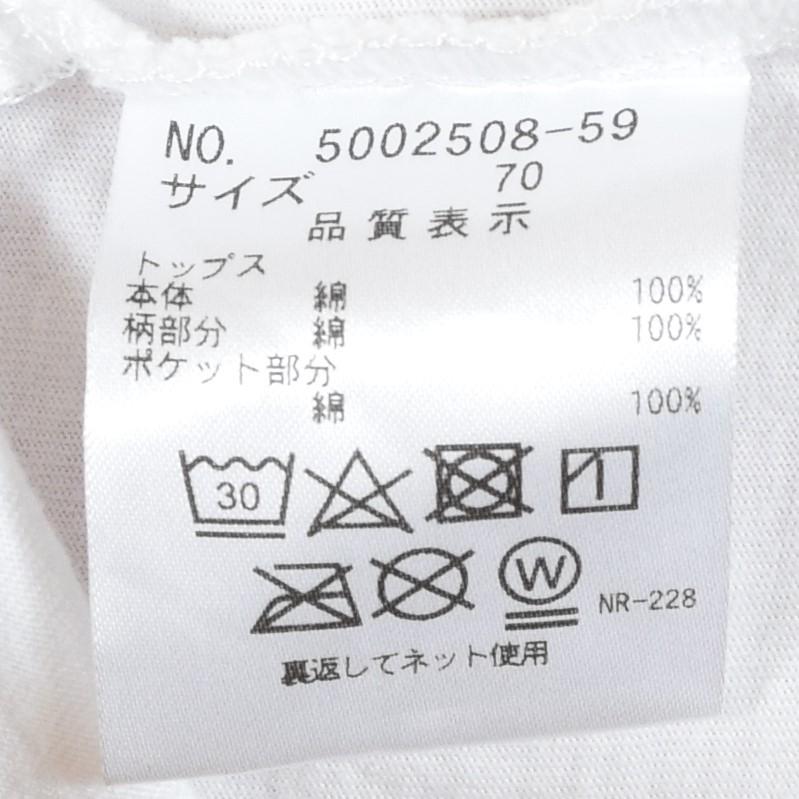 NO. 5002508-59
サイズ 70
品質表示
トップス
本体 綿 100%
柄部分 綿 100%
ポケット部分
綿 100%
30
W NR-228
裏返してネット使用